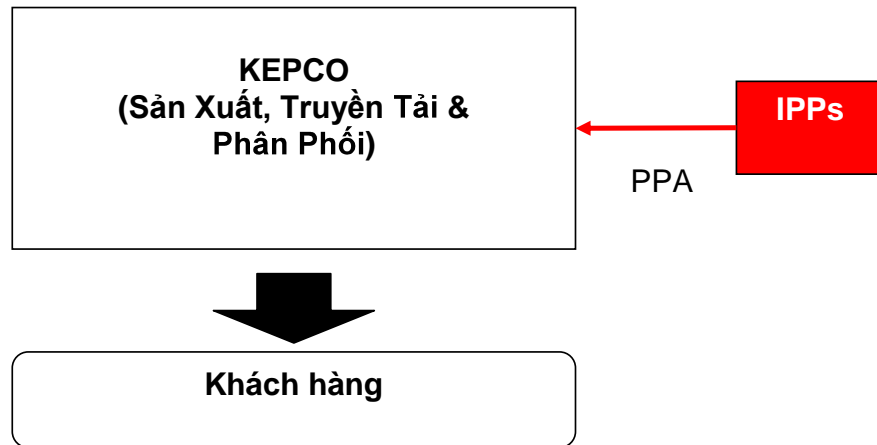 KEPCO
(Sản Xuất, Truyền Tải &
Phân Phối)
IPPs
PPA
Khách hàng